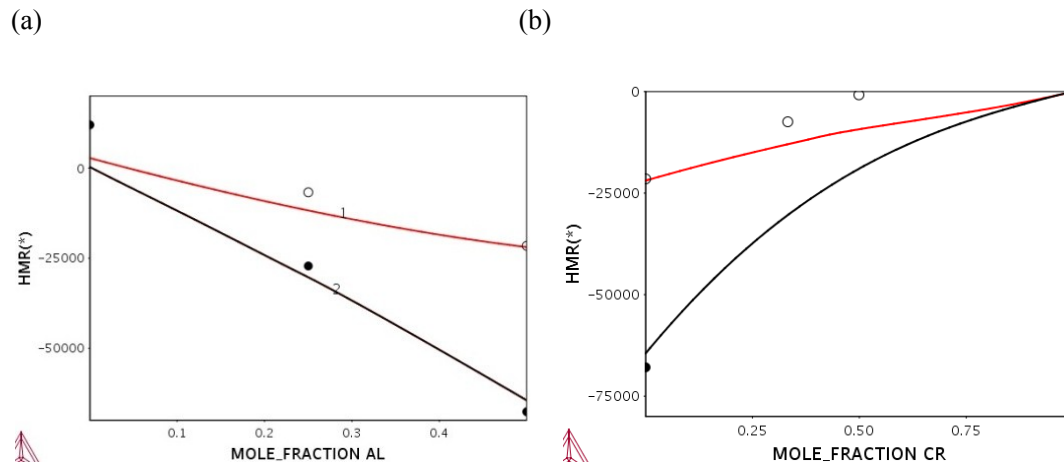 (a)
(b)
HMR(*)
0
−25000
−50000
1
2
0.1
0.2
0.3
0.4
MOLE_FRACTION AL
HMR(*)
0
−25000
−50000
−75000
0.25
0.50
0.75
MOLE_FRACTION CR